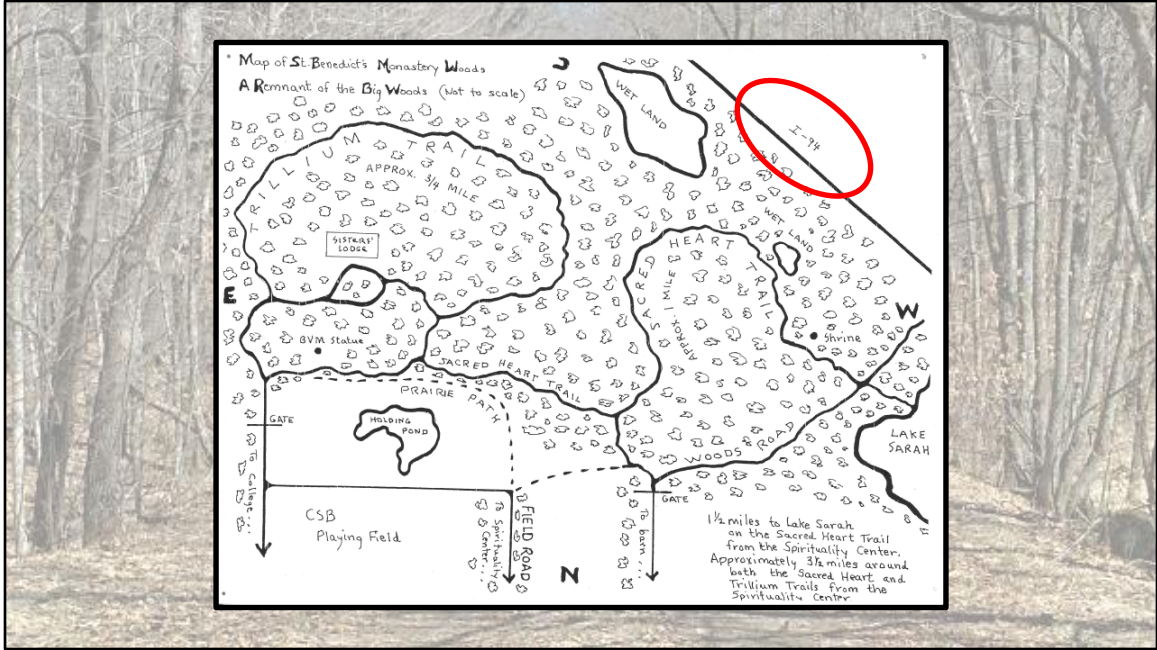 Map of St. Benedict's Monastery Woods
A Remnant of the Big Woods (Not to scale)
WET LAND
I-94
TRILLIUM TRAIL
APPROX. 3/4 MILE
SISTERS'
LODGE
WET LAND
SACRED HEART TRAIL
APPROX. 1 MILE
E
W
BVM Statue
Shrine
SACRED HEART TRAIL
PRAIRIE PATH
GATE
HOLDING
POND
LAKE
SARAH
WOODS ROAD
To College...
GATE
CSB
Playing Field
To Spirituality
Center...
FIELD ROAD
To barn...
N
1 1/2 miles to Lake Sarah
on the Sacred Heart Trail
from the Spirituality Center.
Approximately 3 1/2 miles around
both the Sacred Heart and
Trillium Trails from the
Spirituality Center